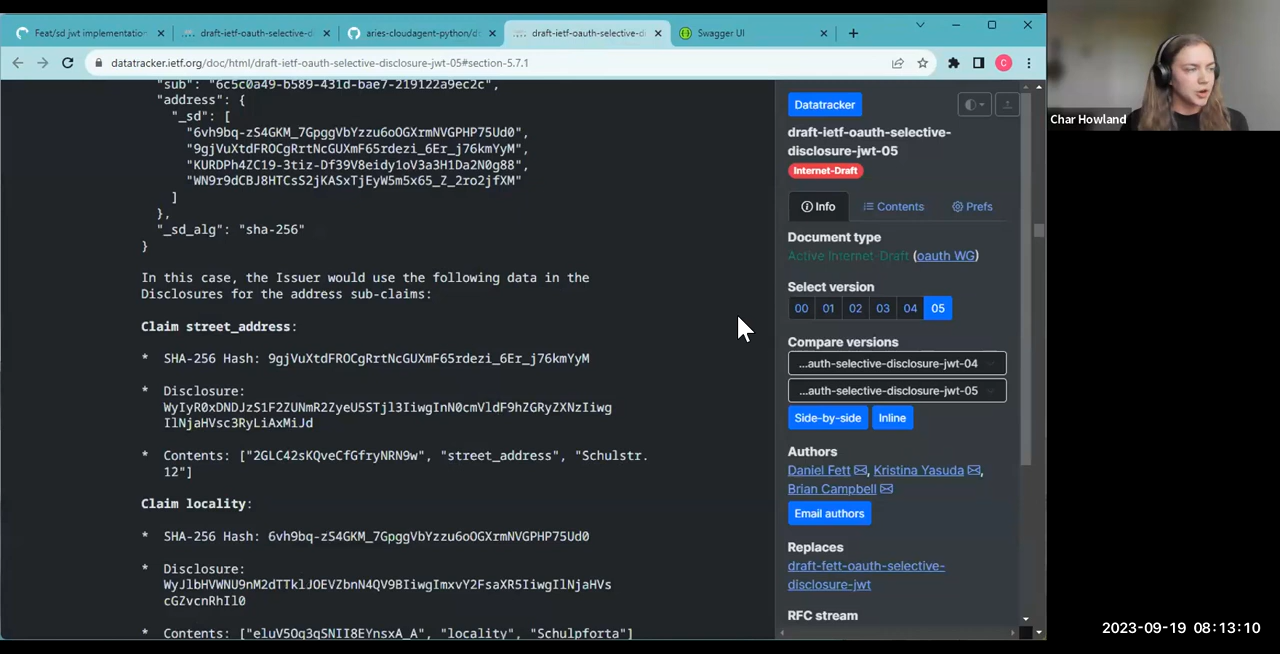 Feat/sd jwt implementatio
draft-ietf-oauth-selective-d
aries-cloudagent-python/d
draft-ietf-oauth-selective-di
Swagger UI
datatracker.ietf.org/doc/html/draft-ietf-oauth-selective-disclosure-jwt-05#section-5.7.1
C
"sub": "6c5c0a49-b589-431d-bae7-219122a9ec2c",
"address": {
"_sd": [
"6vh9bq-zS4GKM_7GpggVbYzzu6oOGXrmNVGPHP75Ud0",
"9gjVuXtdFROCgRrtNcGUXmF65rdezi_6Er_j76kmYyM",
"KURDPh4ZC19-3tiz-Df39V8eidy1oV3a3H1Da2N0g88",
"WN9r9dCBJ8HTCsS2jKASxTjEyW5m5x65_Z_2ro2jfXM"
]
},
"_sd_alg": "sha-256"
}
In this case, the Issuer would use the following data in the
Disclosures for the address sub-claims:
Claim street_address:
* SHA-256 Hash: 9gjVuXtdFROCgRrtNcGUXmF65rdezi_6Er_j76kmYyM
* Disclosure:
WyIyR0xDNDJzS1F2ZUNmR2ZyeU5STjl3IiwgInN0cmVldF9hZGRyZXNzIiwg
IlNjaHVsc3RyLiAxMiJd
* Contents: ["2GLC42sKQveCfGfryNRN9w", "street_address", "Schulstr.
12"]
Claim locality:
* SHA-256 Hash: 6vh9bq-zS4GKM_7GpggVbYzzu6oOGXrmNVGPHP75Ud0
* Disclosure:
WyJlbHVWNU9nM2dTTklJOEVZbnN4QV9BIiwgImxvY2FsaXR5IiwgIlNjaHVs
cGZvcnRhIl0
* Contents: ["eluV5Og3gSNII8EYnsxA_A", "locality", "Schulpforta"]
Datatracker
draft-ietf-oauth-selective-
disclosure-jwt-05
Internet-Draft
Info
Contents
Prefs
Document type
Active Internet-Draft (oauth WG)
Select version
00 01 02 03 04 05
Compare versions
...auth-selective-disclosure-jwt-04
...auth-selective-disclosure-jwt-05
Side-by-side
Inline
Authors
Daniel Fett, Kristina Yasuda,
Brian Campbell
Email authors
Replaces
draft-fett-oauth-selective-
disclosure-jwt
RFC stream
Char Howland
2023-09-19 08:13:10